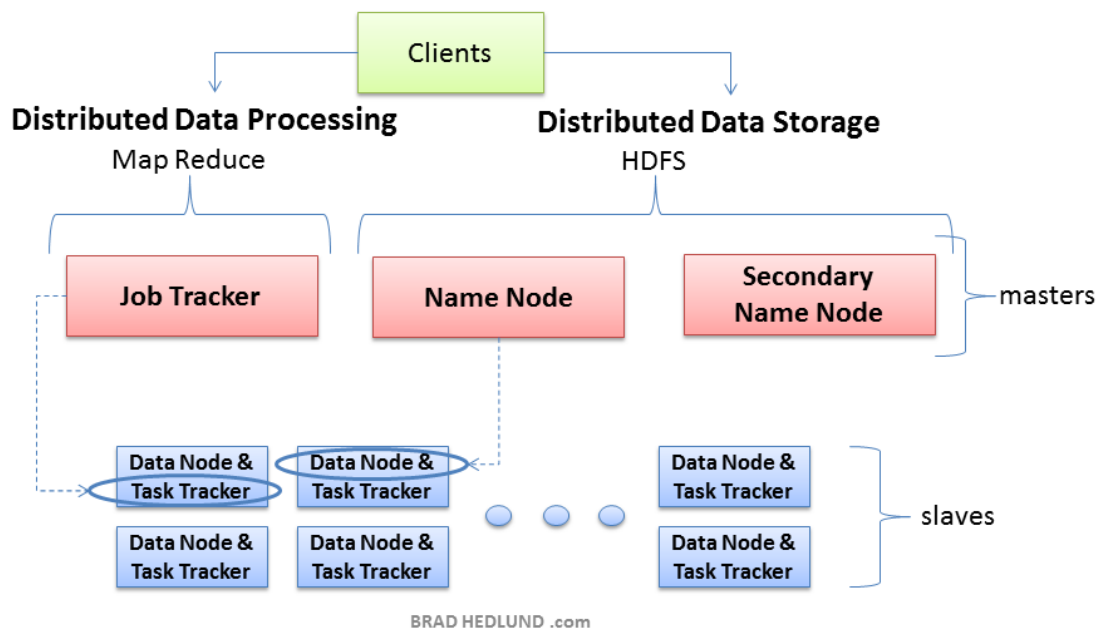 Clients
Distributed Data Processing
Map Reduce
Distributed Data Storage
HDFS
Job Tracker
Name Node
Secondary
Name Node
masters
Data Node &
Task Tracker
Data Node &
Task Tracker
Data Node &
Task Tracker
Data Node &
Task Tracker
Data Node &
Task Tracker
Data Node &
Task Tracker
slaves
BRAD HEDLUND .com